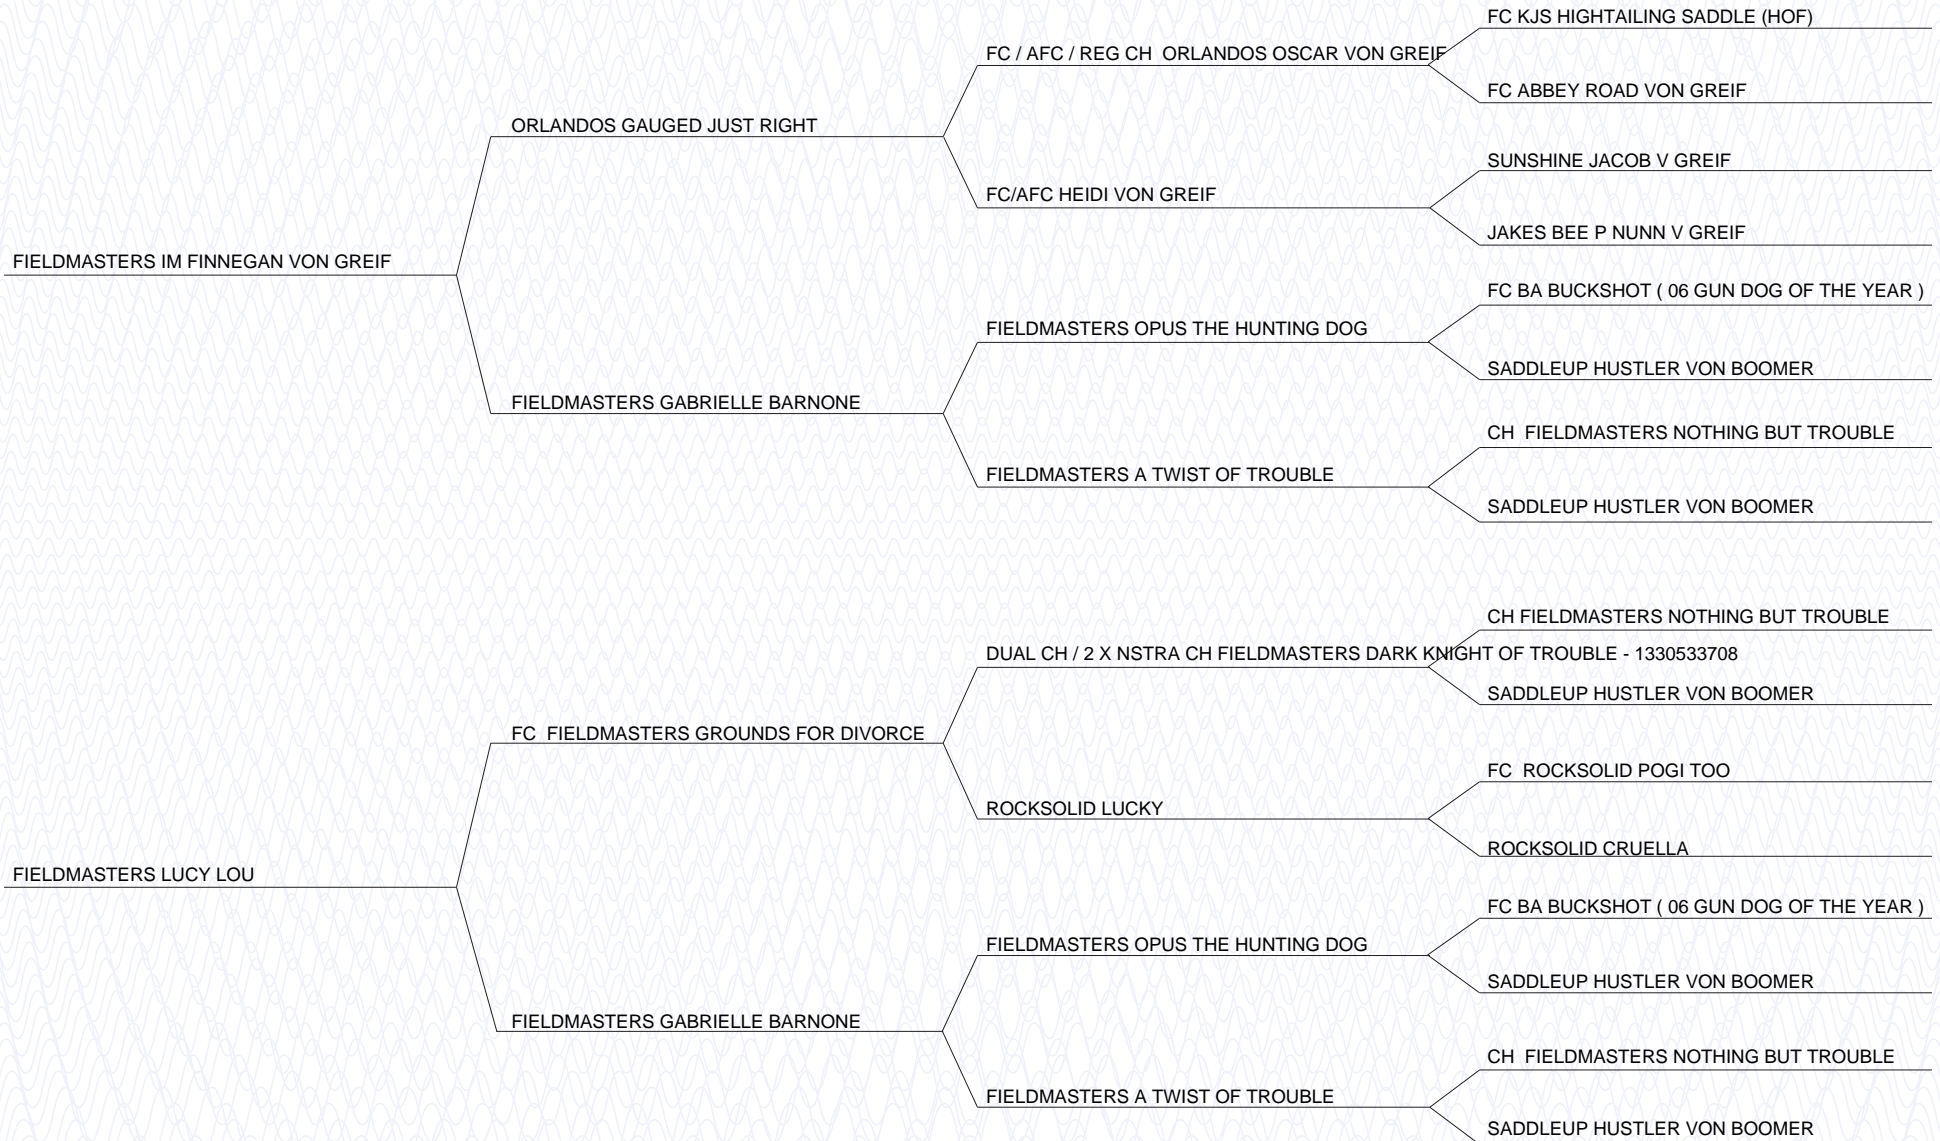 FC KJS HIGHTAILING SADDLE (HOF)
FC / AFC / REG CH  ORLANDOS OSCAR VON GREIF
FC ABBEY ROAD VON GREIF
ORLANDOS GAUGED JUST RIGHT
SUNSHINE JACOB V GREIF
FC/AFC HEIDI VON GREIF
JAKES BEE P NUNN V GREIF
FIELDMASTERS IM FINNEGAN VON GREIF
FC BA BUCKSHOT ( 06 GUN DOG OF THE YEAR )
FIELDMASTERS OPUS THE HUNTING DOG
SADDLEUP HUSTLER VON BOOMER
FIELDMASTERS GABRIELLE BARNONE
CH  FIELDMASTERS NOTHING BUT TROUBLE
FIELDMASTERS A TWIST OF TROUBLE
SADDLEUP HUSTLER VON BOOMER
CH FIELDMASTERS NOTHING BUT TROUBLE
DUAL CH / 2 X NSTRA CH FIELDMASTERS DARK KNIGHT OF TROUBLE - 1330533708
SADDLEUP HUSTLER VON BOOMER
FC  FIELDMASTERS GROUNDS FOR DIVORCE
FC  ROCKSOLID POGI TOO
ROCKSOLID LUCKY
ROCKSOLID CRUELLA
FIELDMASTERS LUCY LOU
FC BA BUCKSHOT ( 06 GUN DOG OF THE YEAR )
FIELDMASTERS OPUS THE HUNTING DOG
SADDLEUP HUSTLER VON BOOMER
FIELDMASTERS GABRIELLE BARNONE
CH  FIELDMASTERS NOTHING BUT TROUBLE
FIELDMASTERS A TWIST OF TROUBLE
SADDLEUP HUSTLER VON BOOMER